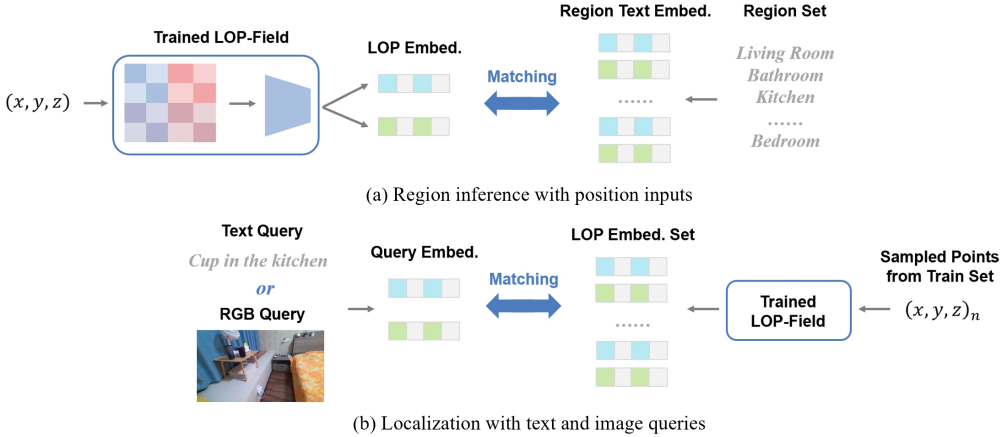 Trained LOP-Field
(x, y, z)
LOP Embed.
Matching
Region Text Embed.
......
Region Set
Living Room
Bathroom
Kitchen
......
Bedroom
(a) Region inference with position inputs
Text Query
Cup in the kitchen
or
RGB Query
Query Embed.
Matching
LOP Embed. Set
......
Trained
LOP-Field
Sampled Points
from Train Set
(x, y, z)n
(b) Localization with text and image queries